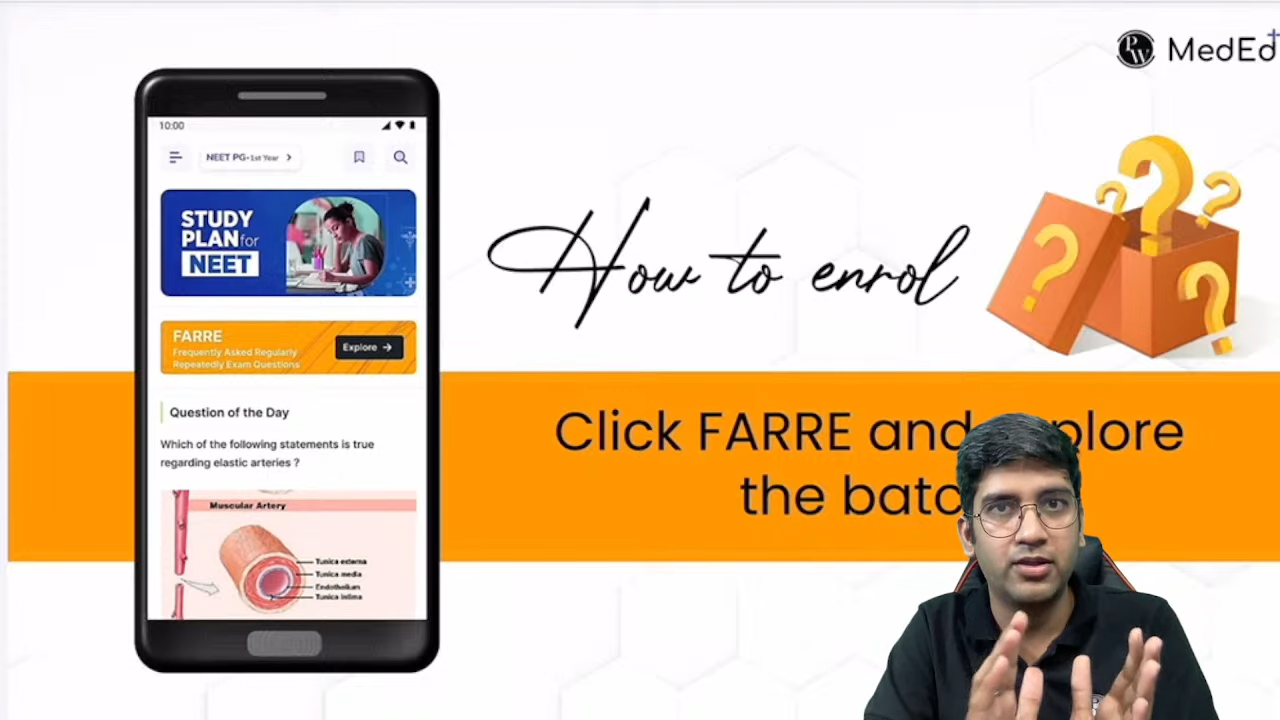 PW MedEd
10:00
NEET PG-1st Year
STUDY
PLAN for
NEET
FARRE
Frequently Asked Regularly
Repeatedly Exam Questions
Explore
Question of the Day
Which of the following statements is true
regarding elastic arteries ?
Muscular Artery
Tunica externa
Tunica media
Endothelium
Tunica intima
How to enrol
Click FARRE and plore
the batc